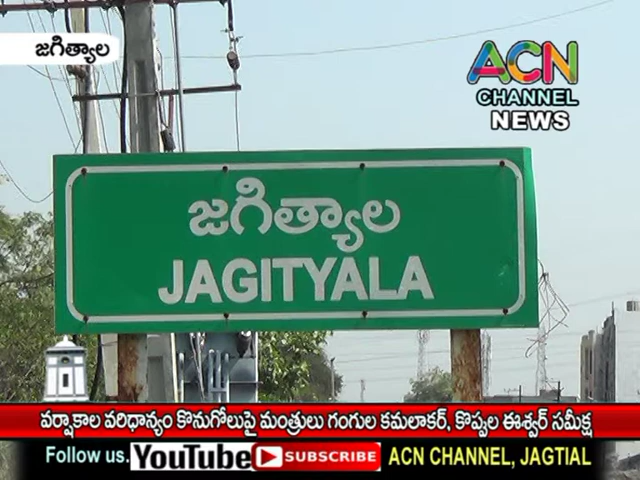 జగిత్యాల
ACN
CHANNEL
NEWS
జగిత్యాల
JAGITYALA
వర్షాకాల వరిధాన్యం కొనుగోలుపై మంత్రులు గంగుల కమలాకర్, కొప్పుల ఈశ్వర్ సమీక్ష
Follow us. YouTube SUBSCRIBE ACN CHANNEL, JAGTIAL